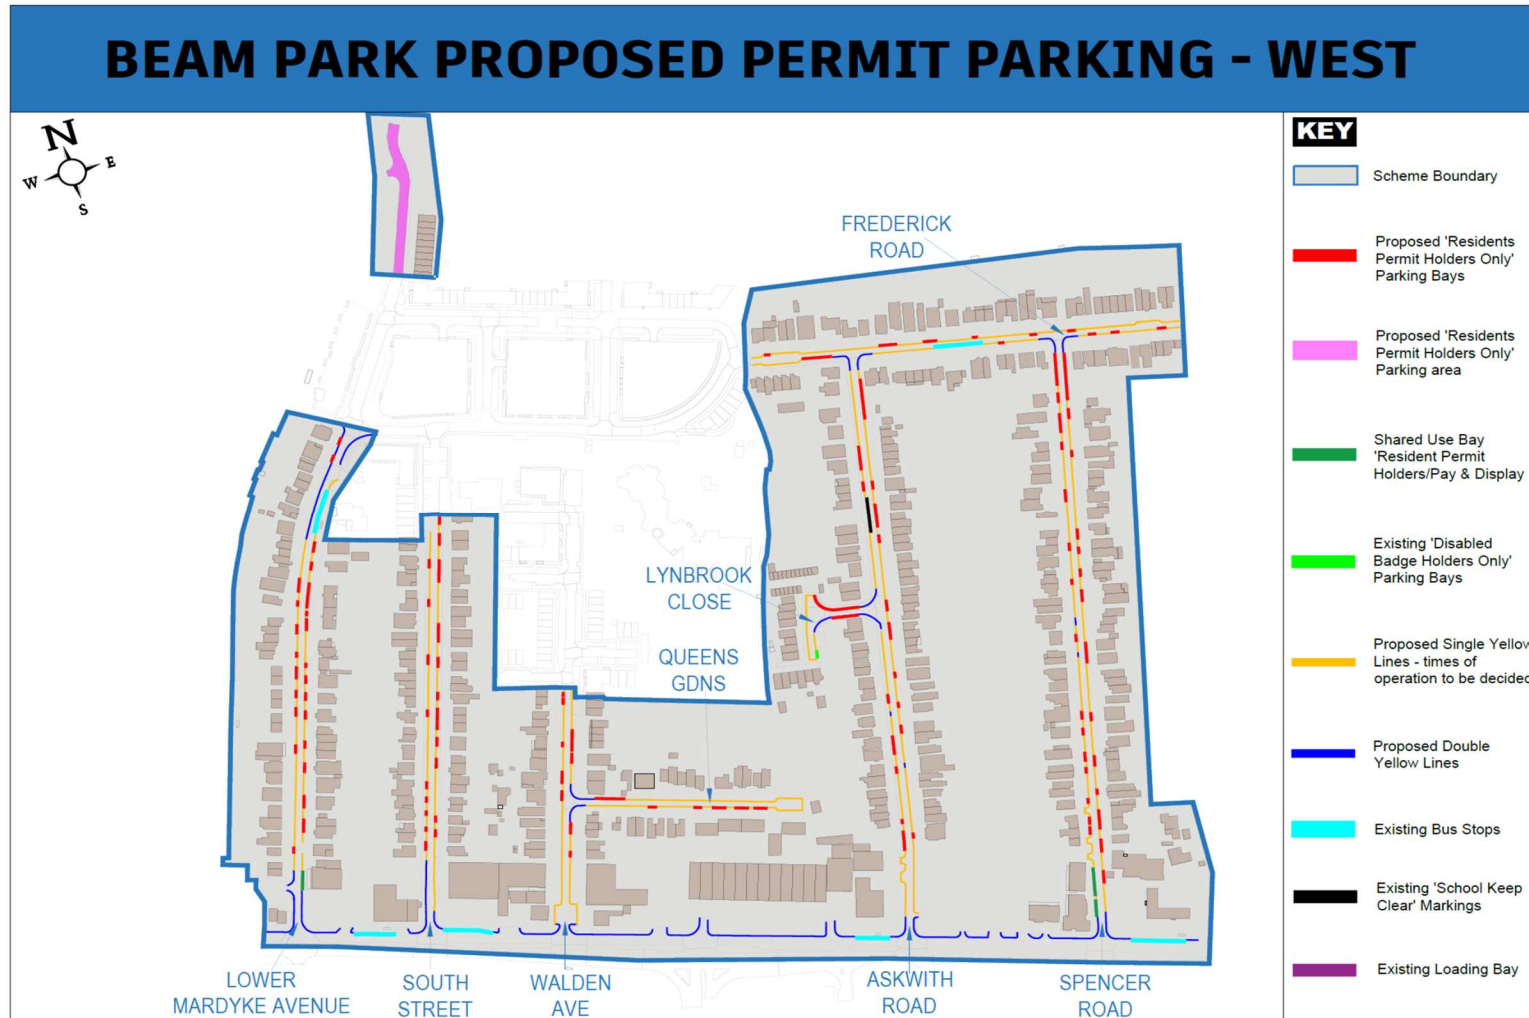 BEAM PARK PROPOSED PERMIT PARKING - WEST
N
W
E
S
KEY
Scheme Boundary
Proposed 'Residents
Permit Holders Only'
Parking Bays
Proposed 'Residents
Permit Holders Only'
Parking area
Shared Use Bay
'Resident Permit
Holders/Pay & Display
Existing 'Disabled
Badge Holders Only'
Parking Bays
Proposed Single Yellow
Lines - times of
operation to be decided
Proposed Double
Yellow Lines
Existing Bus Stops
Existing 'School Keep
Clear' Markings
Existing Loading Bay
FREDERICK
ROAD
LYNBROOK
CLOSE
QUEENS
GDNS
LOWER
MARDYKE AVENUE
SOUTH
STREET
WALDEN
AVE
ASKWITH
ROAD
SPENCER
ROAD